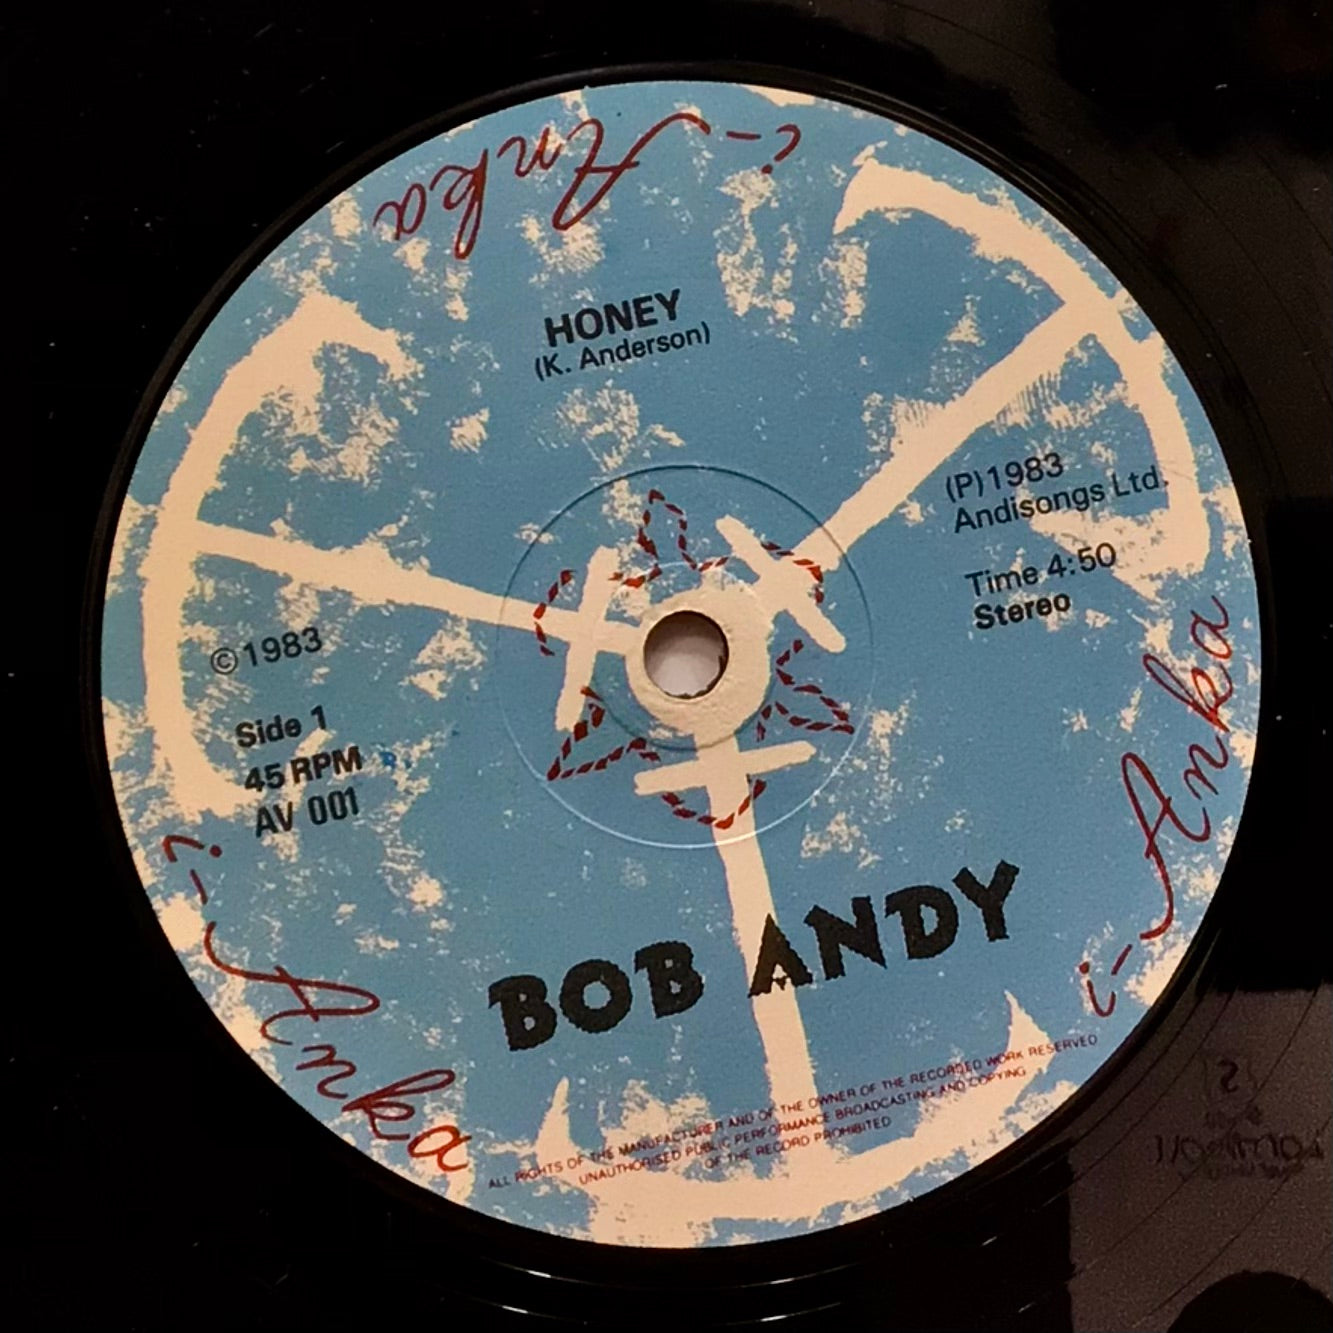 i-Anka
HONEY
(K. Anderson)
(P)1983
Andisongs Ltd.
Time 4:50
Stereo
© 1983
Side 1
45 RPM
AV 001
i-Anka
i-Anka
BOB ANDY
ALL RIGHTS OF THE MANUFACTURER AND OF THE OWNER OF THE RECORDED WORK RESERVED
UNAUTHORISED PUBLIC PERFORMANCE BROADCASTING AND COPYING
OF THE RECORD PROHIBITED